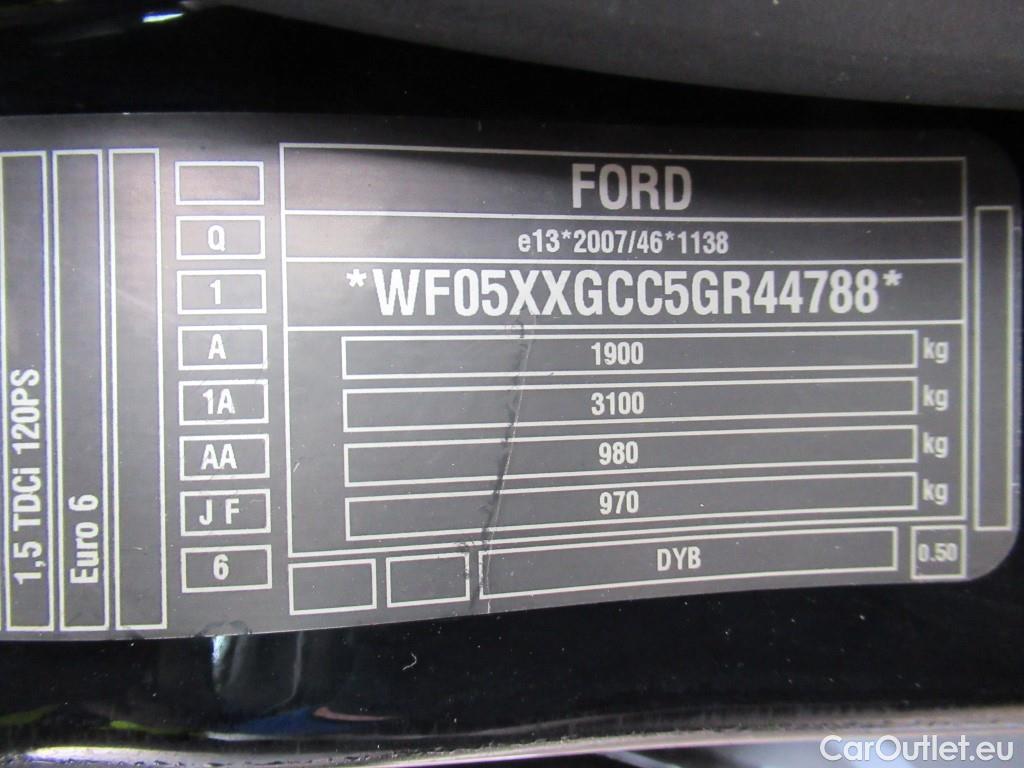 1,5 TDCi 120PS
Euro 6
Q
1
A
1A
AA
J F
6
FORD
e13*2007/46*1138
*WF05XXGCC5GR44788*
1900 kg
3100 kg
980 kg
970 kg
DYB
0.50
CarOutlet.eu